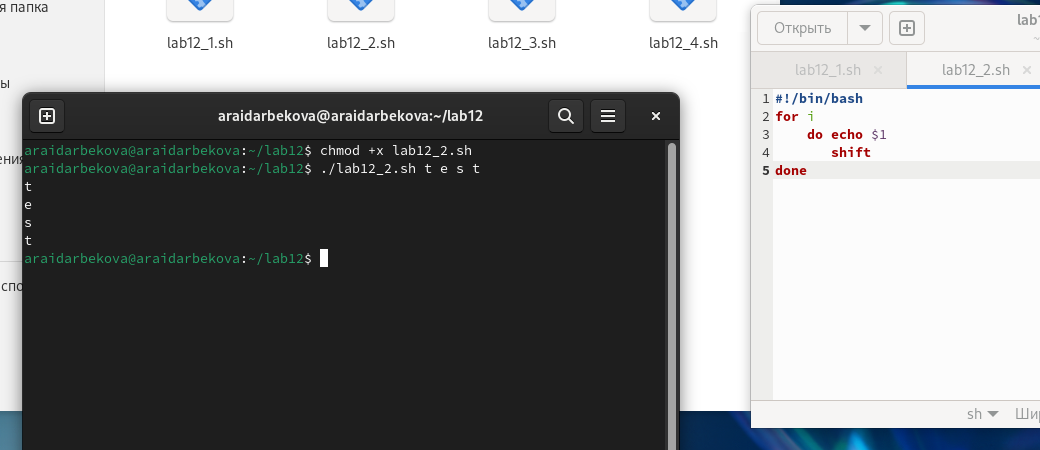 я папка
ы
ения
спо
lab12_1.sh
lab12_2.sh
lab12_3.sh
lab12_4.sh
araidarbekova@araidarbekova:~/lab12
araidarbekova@araidarbekova:~/lab12$ chmod +x lab12_2.sh
araidarbekova@araidarbekova:~/lab12$ ./lab12_2.sh t e s t
t
e
s
t
araidarbekova@araidarbekova:~/lab12$
Открыть
lab1
lab12_1.sh
lab12_2.sh
1 #!/bin/bash
2 for i
3 do echo $1
4 shift
5 done
sh
Шир